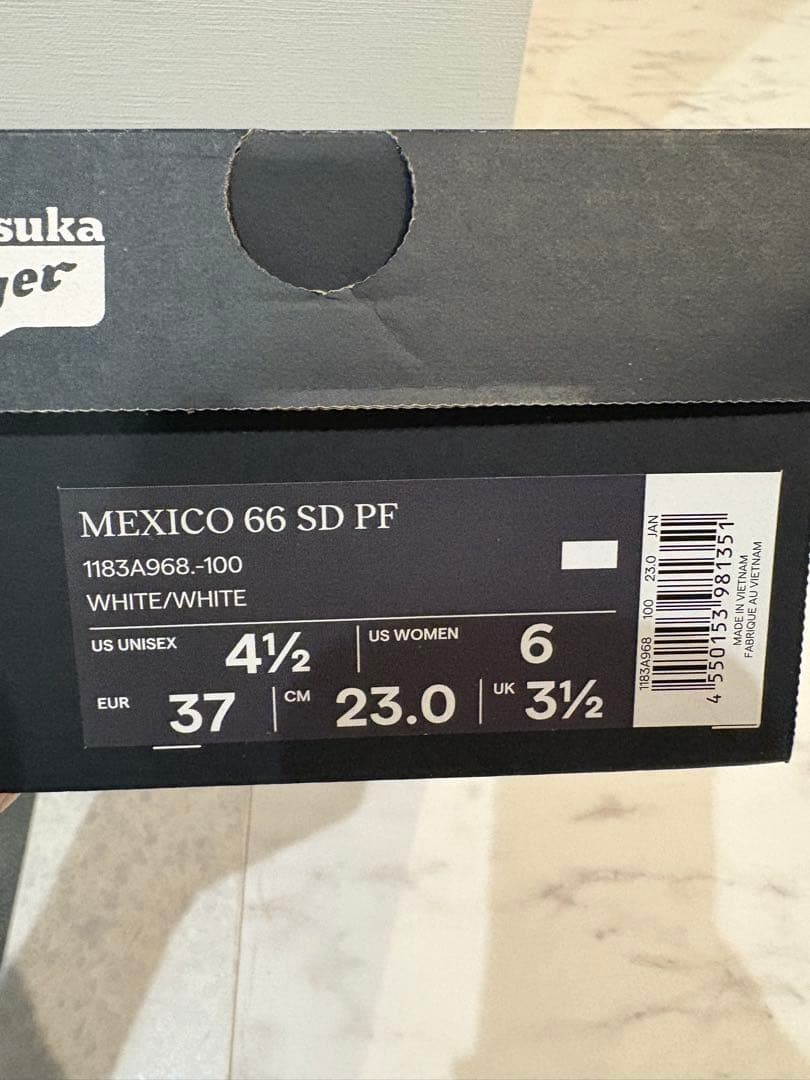 suka
ger
MEXICO 66 SD PF
1183A968.-100
WHITE/WHITE
US UNISEX 4½ US WOMEN 6
EUR 37 CM 23.0 UK 3½
1183A968 100 23.0 JAN
4 550153 981351
MADE IN VIETNAM
FABRIQUE AU VIETNAM